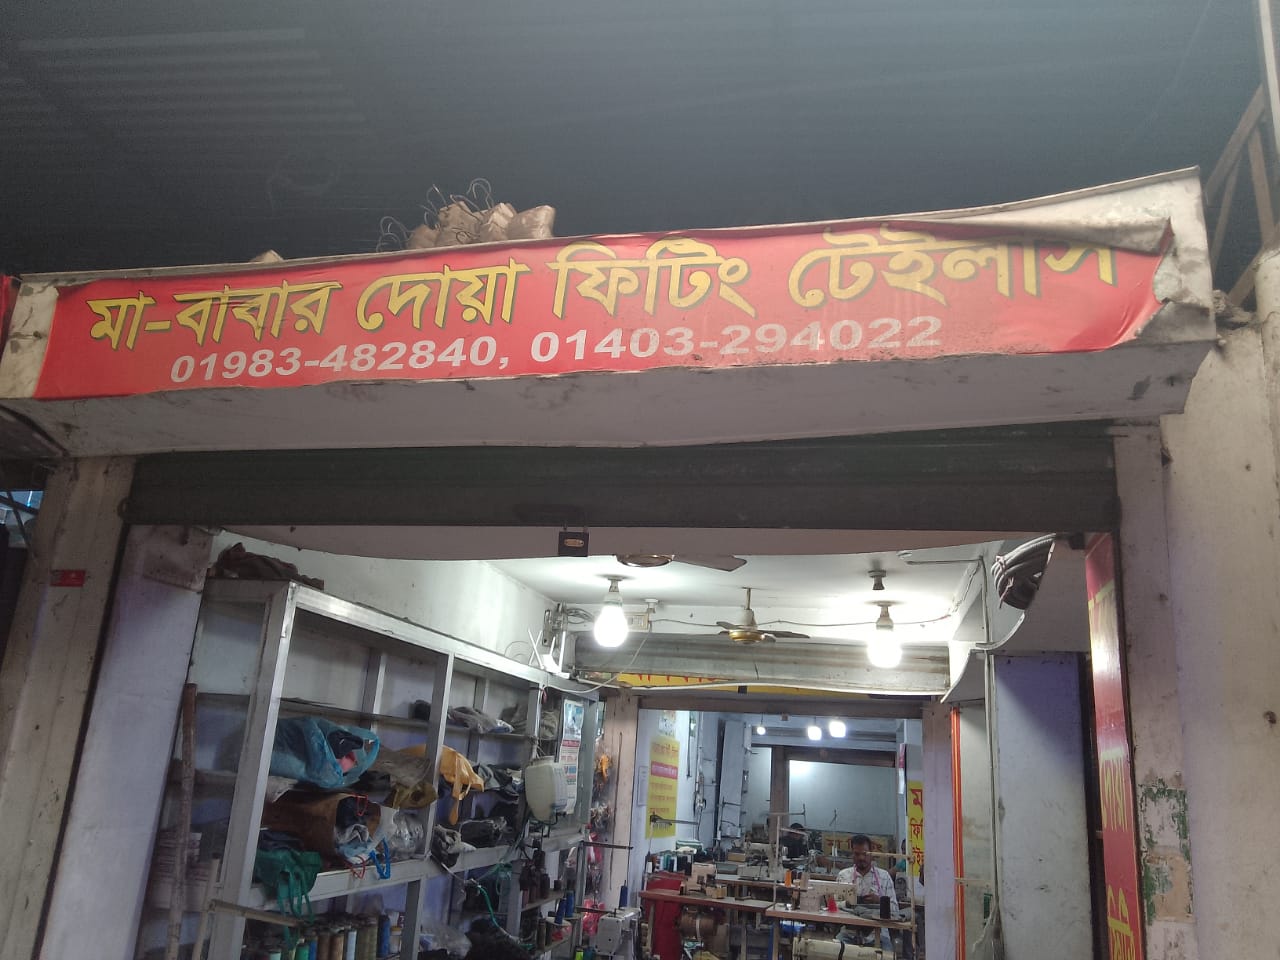 মা-বাবার দোয়া ফিটিং টেইলার্স
01983-482840, 01403-294022